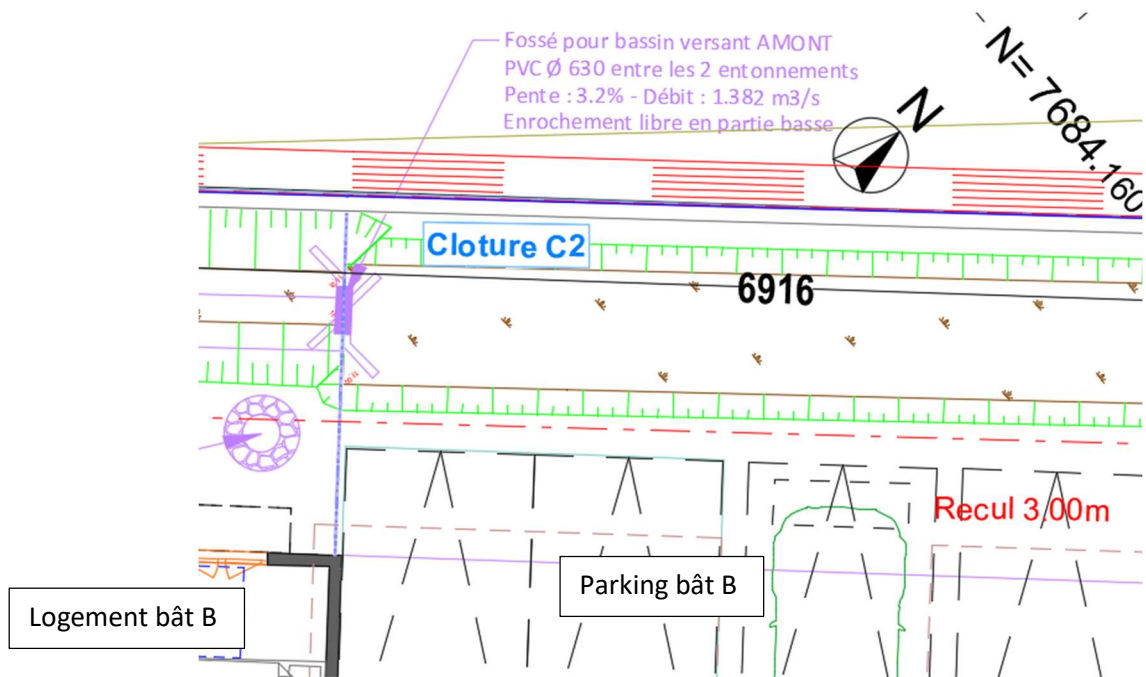 Fossé pour bassin versant AMONT
PVC Ø 630 entre les 2 entonnements
Pente : 3.2% - Débit : 1.382 m3/s
Enrochement libre en partie basse
N= 7684.160
N
Cloture C2
6916
Recul 3.00m
Parking bât B
Logement bât B